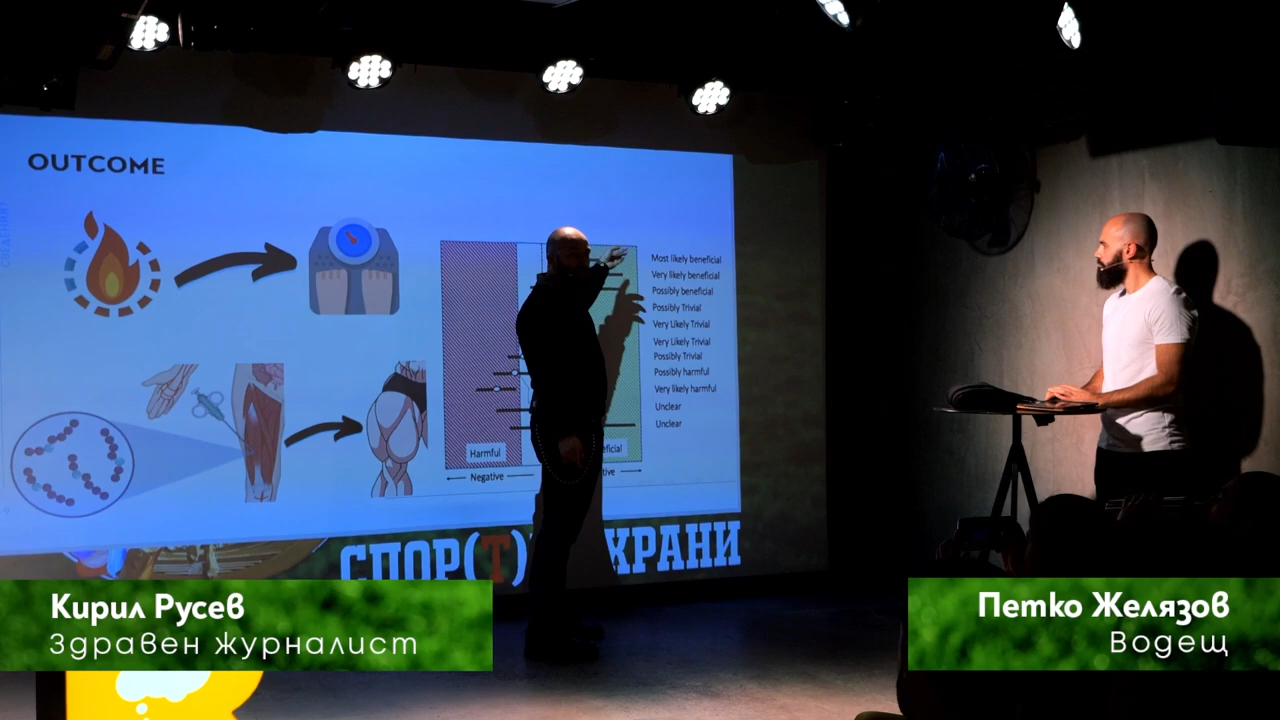 OUTCOME
Most likely beneficial
Very likely beneficial
Possibly beneficial
Possibly Trivial
Very Likely Trivial
Very Likely Trivial
Possibly Trivial
Possibly harmful
Very likely harmful
Unclear
Unclear
Harmful
Negative
СПОР(Т)
ХРАНИ
Кирил Русев
Здравен журналист
Петко Желязов
Водещ